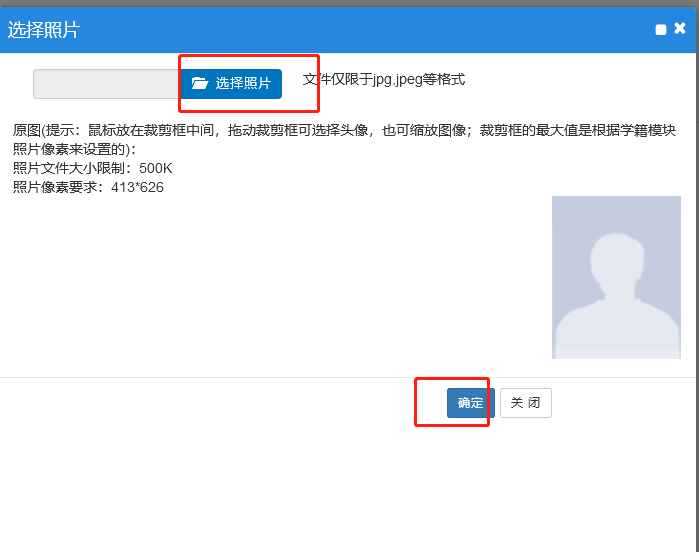 选择照片
选择照片
文件仅限于jpg,jpeg等格式
原图(提示：鼠标放在裁剪框中间，拖动裁剪框可选择头像，也可缩放图像；裁剪框的最大值是根据学籍模块
照片像素来设置的)：
照片文件大小限制：500K
照片像素要求：413*626
确定
关 闭